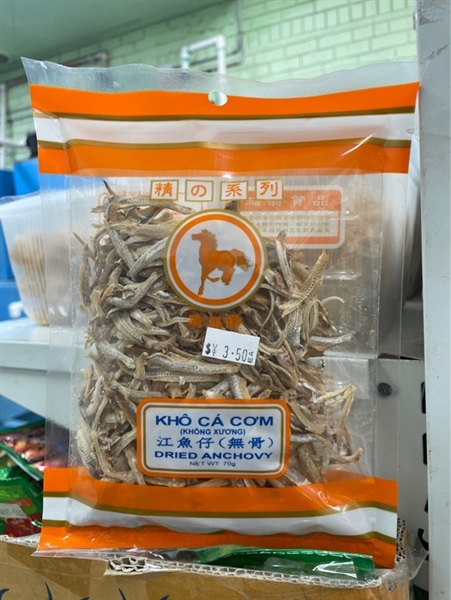 精の系列
$ 3.50
KHÔ CÁ CƠM
(KHÔNG XƯƠNG)
江魚仔(無骨)
DRIED ANCHOVY
NET WT. 70g